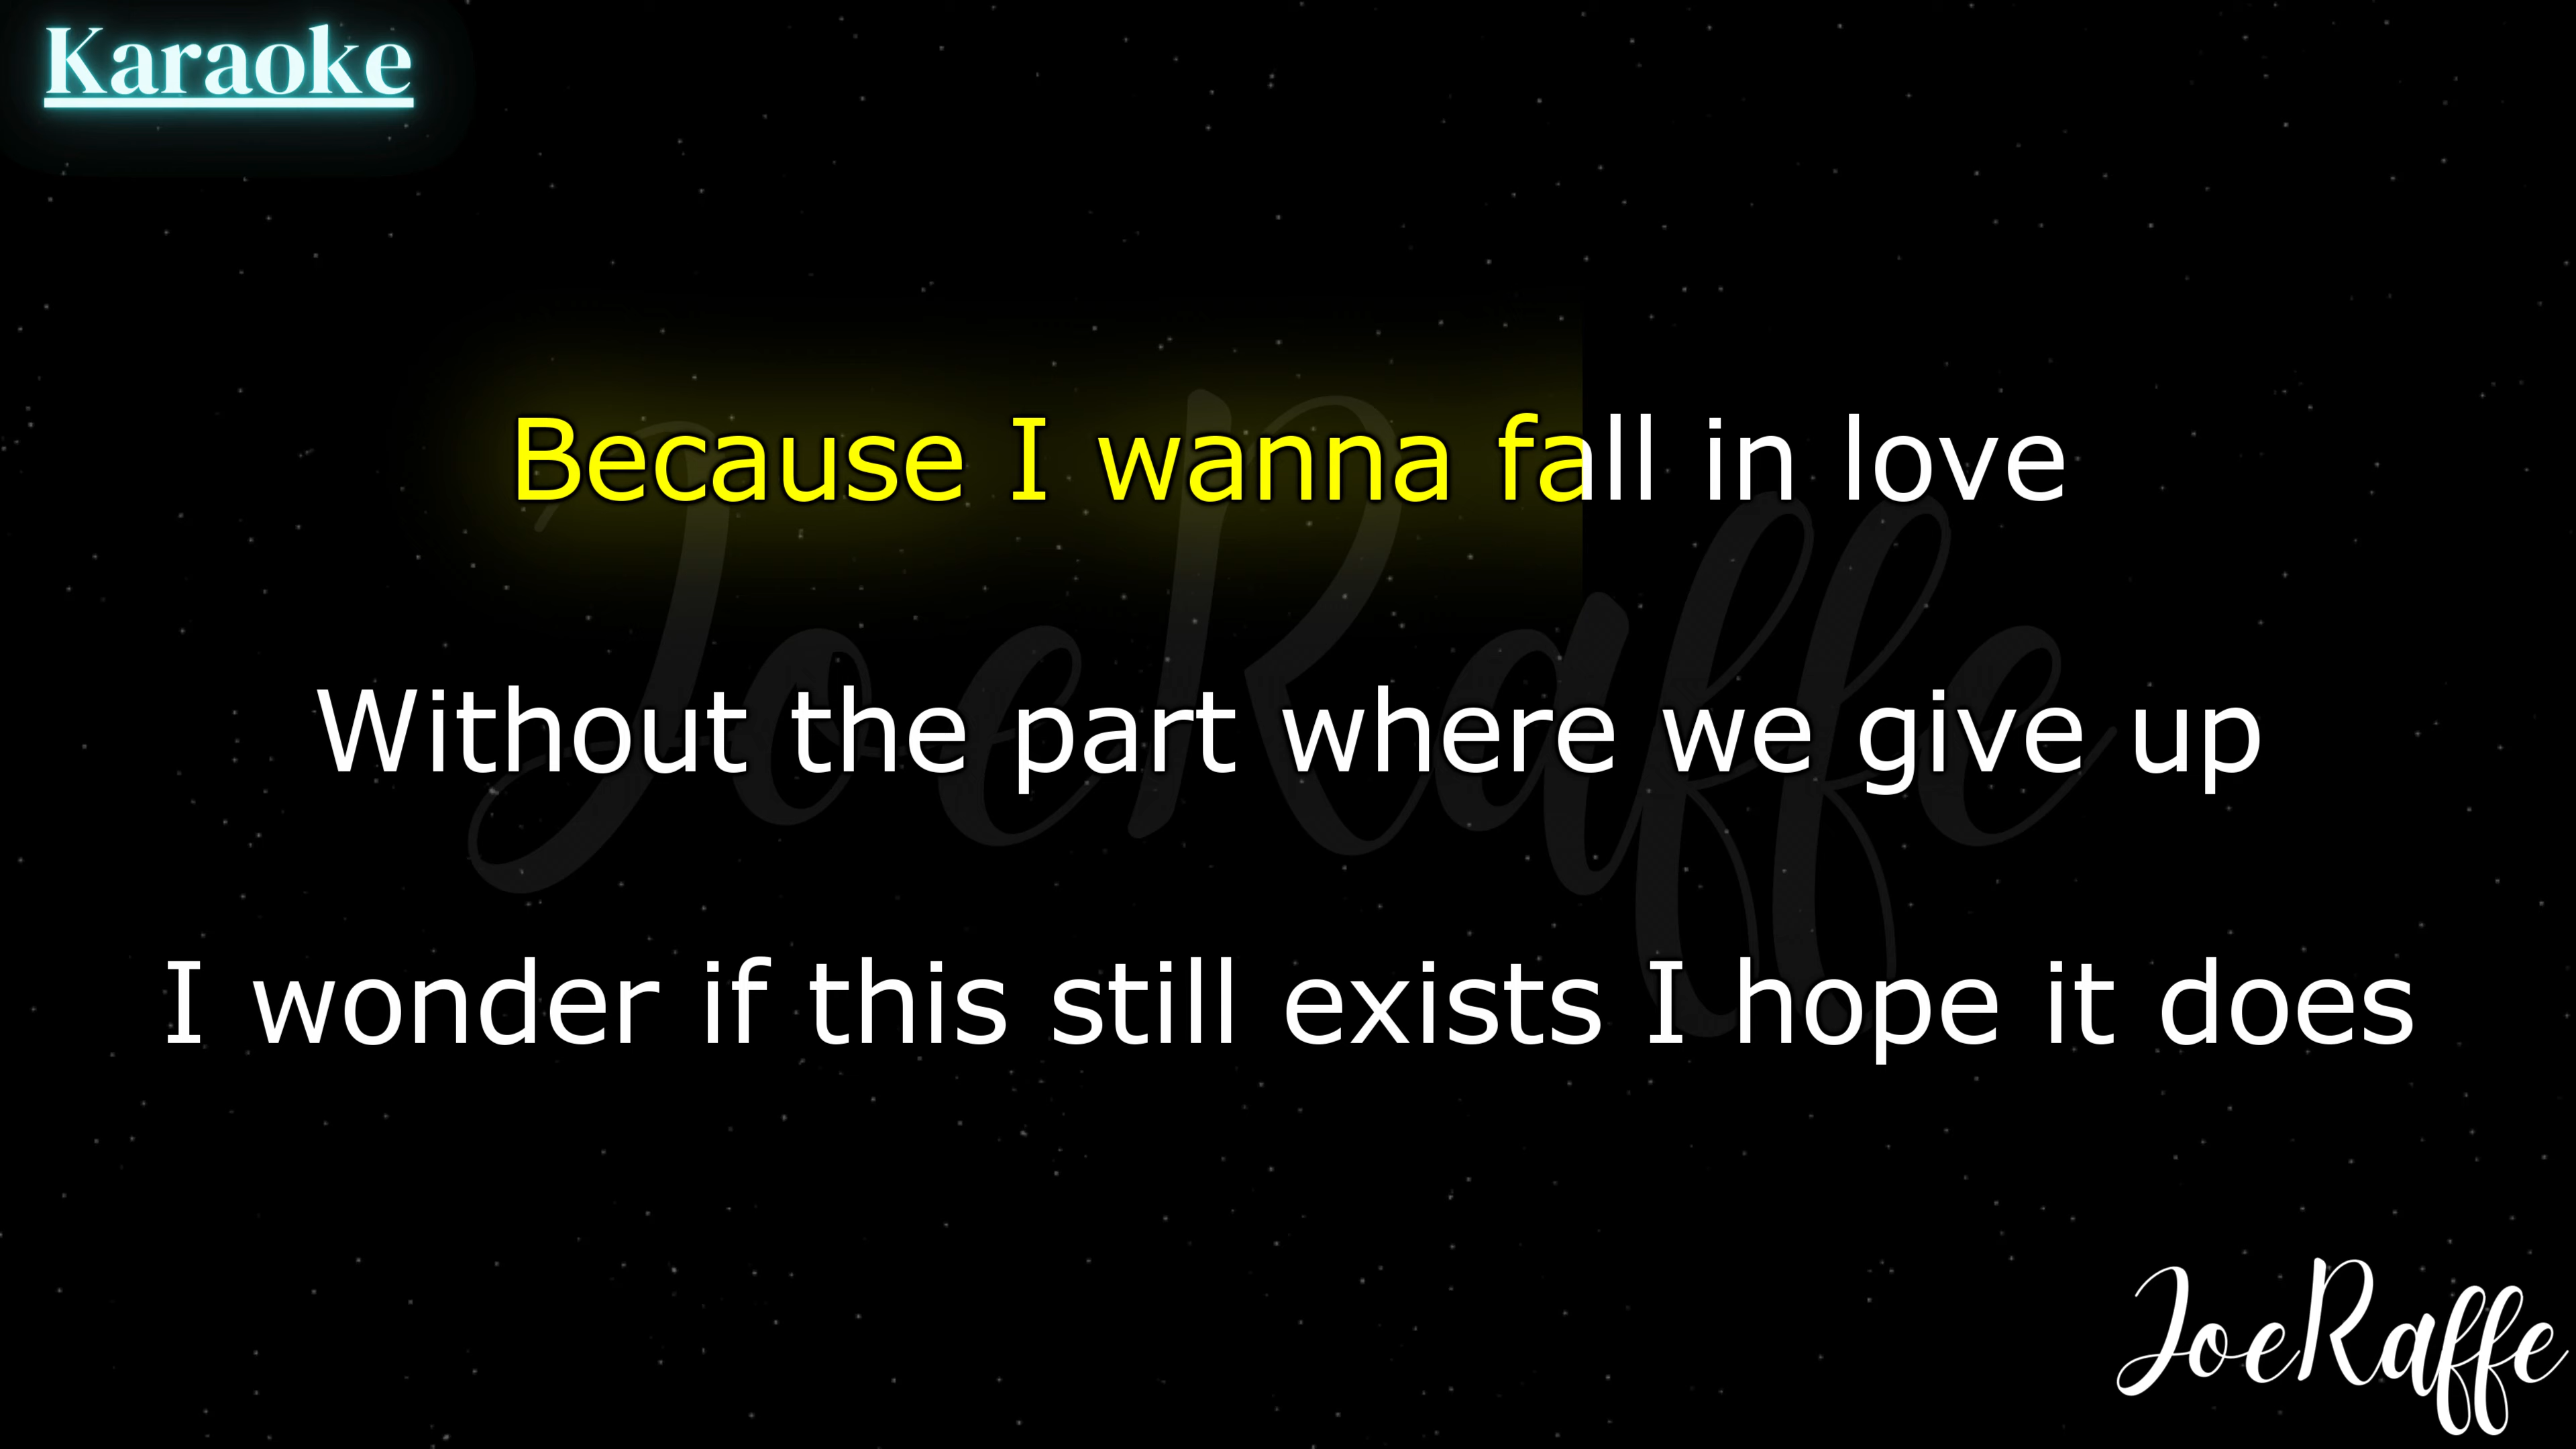 Karaoke
Because I wanna fall in love
Without the part where we give up
I wonder if this still exists I hope it does
JoeRaffe
JoeRaffe